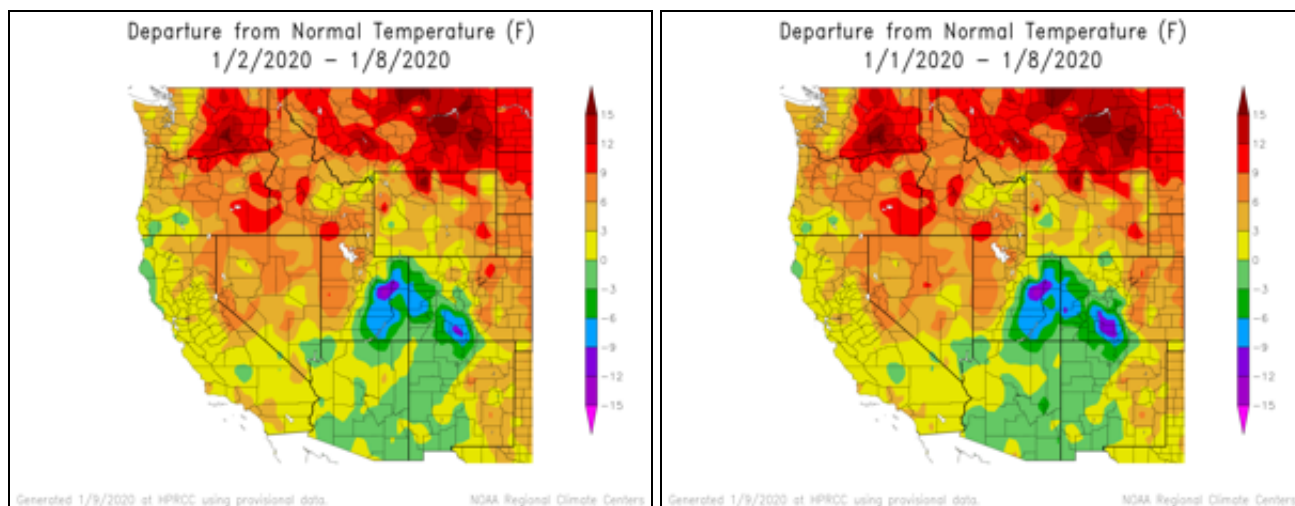 Departure from Normal Temperature (F)
1/2/2020 – 1/8/2020
15
12
9
6
3
0
-3
-6
-9
-12
-15
Generated 1/9/2020 at HPRCC using provisional data.
NOAA Regional Climate Centers
Departure from Normal Temperature (F)
1/1/2020 – 1/8/2020
15
12
9
6
3
0
-3
-6
-9
-12
-15
Generated 1/9/2020 at HPRCC using provisional data.
NOAA Regional Climate Centers